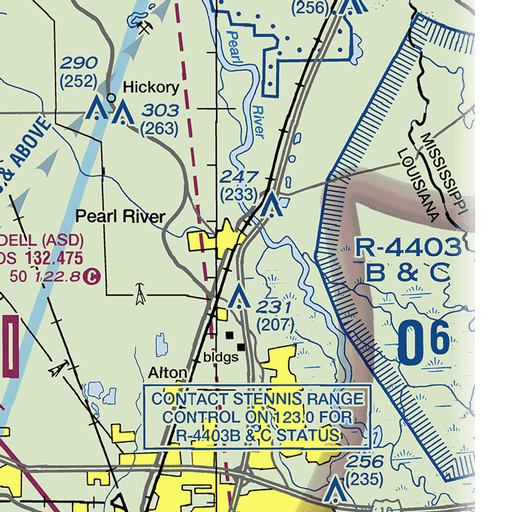 (256)
Pearl
River
290
(252)
Hickory
303
(263)
& ABOVE
MISSISSIPPI
LOUISIANA
247
(233)
Pearl River
DELL (ASD)
OS 132.475
50 122.8 C
R-4403
B & C
231
(207)
06
bldgs
Alton
CONTACT STENNIS RANGE
CONTROL ON 123.0 FOR
R-4403B & C STATUS
256
(235)